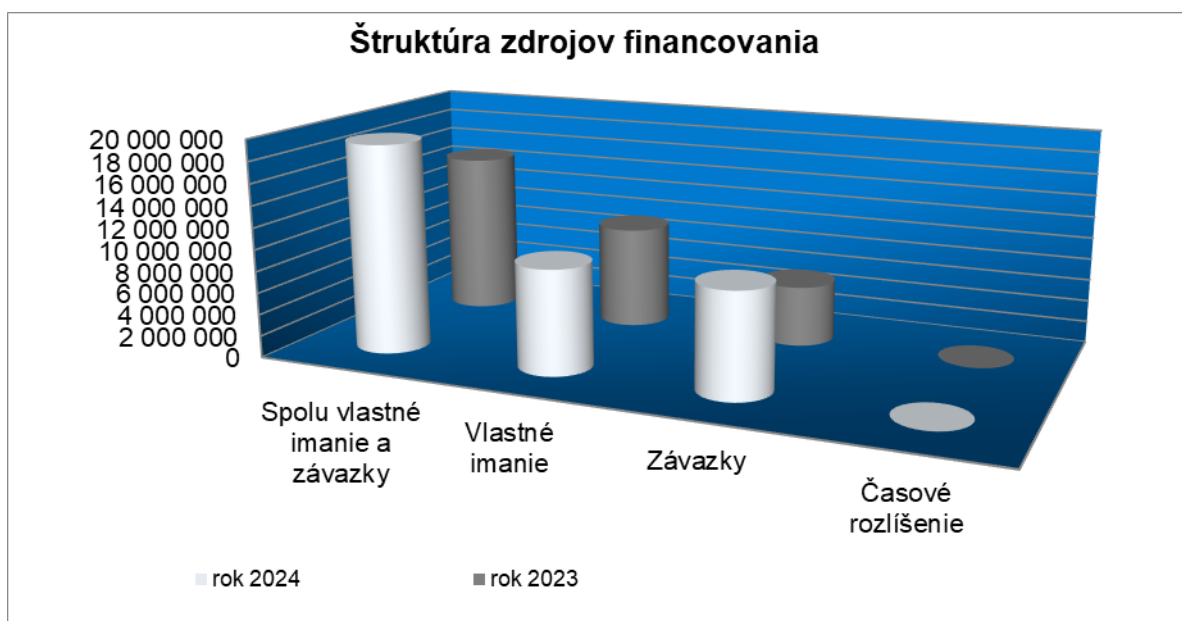 Štruktúra zdrojov financovania
20 000 000
18 000 000
16 000 000
14 000 000
12 000 000
10 000 000
8 000 000
6 000 000
4 000 000
2 000 000
0
Spolu vlastné
imanie a
záväzky
Vlastné
imanie
Záväzky
Časové
rozlíšenie
rok 2024
rok 2023